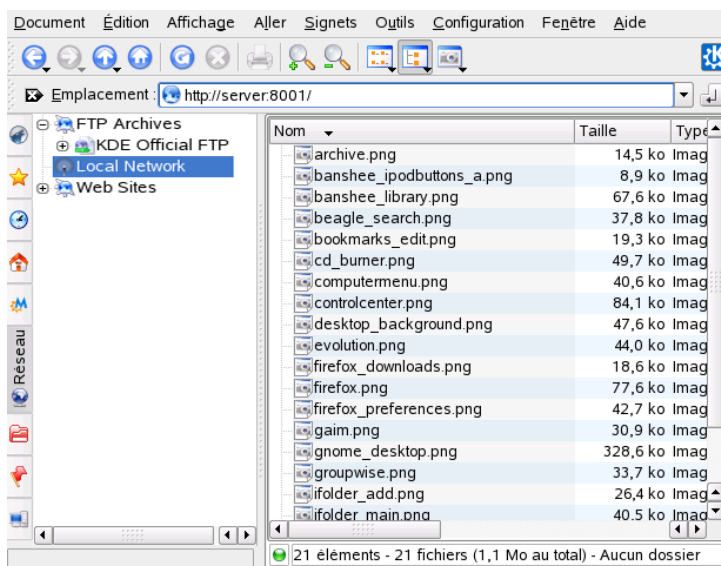 Document Édition Affichage Aller Signets Outils Configuration Fenêtre Aide
Emplacement : http://server:8001/
FTP Archives
KDE Official FTP
Local Network
Web Sites
Réseau
Nom Taille Type
archive.png 14,5 ko Imag
banshee_ipodbuttons_a.png 8,9 ko Imag
banshee_library.png 67,6 ko Imag
beagle_search.png 37,8 ko Imag
bookmarks_edit.png 19,3 ko Imag
cd_burner.png 49,7 ko Imag
computermenu.png 40,6 ko Imag
controlcenter.png 84,1 ko Imag
desktop_background.png 47,6 ko Imag
evolution.png 44,0 ko Imag
firefox_downloads.png 18,6 ko Imag
firefox.png 77,6 ko Imag
firefox_preferences.png 42,7 ko Imag
gaim.png 30,9 ko Imag
gnome_desktop.png 328,6 ko Imag
groupwise.png 33,7 ko Imag
ifolder_add.png 26,4 ko Imag
ifolder_main.png 40,5 ko Imag
21 éléments - 21 fichiers (1,1 Mo au total) - Aucun dossier